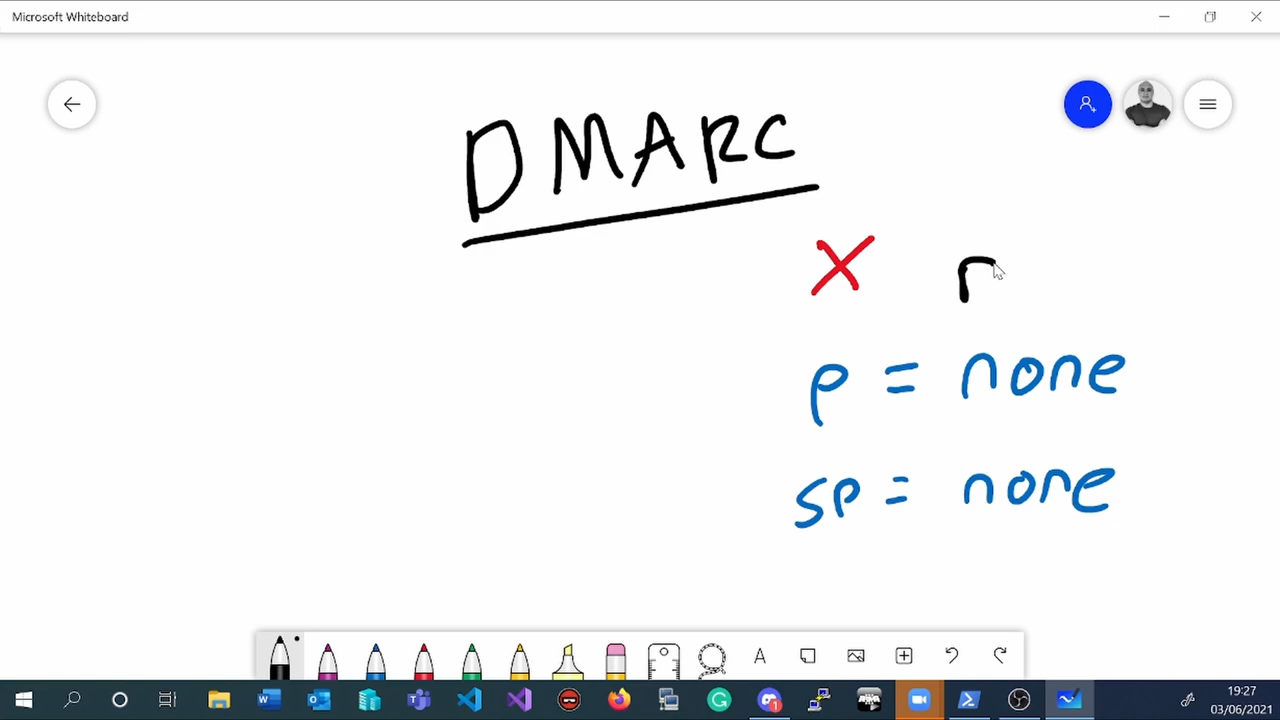 Microsoft Whiteboard
DMARC
X r
p = none
sp = none
A
19:27
03/06/2021